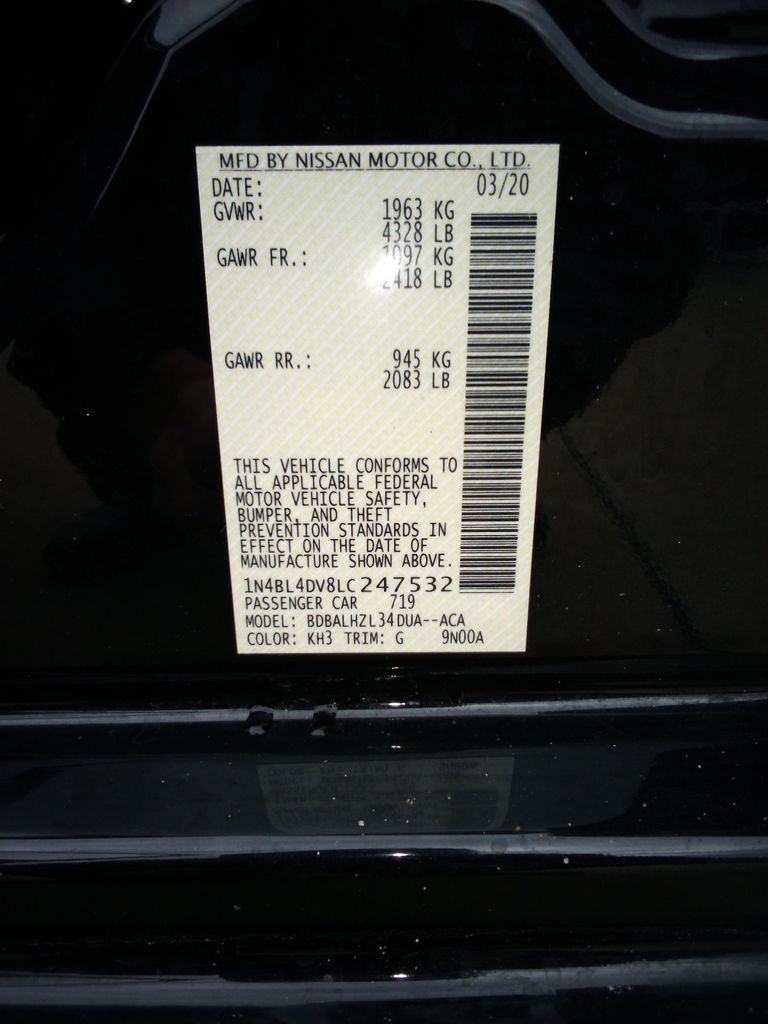 MFD BY NISSAN MOTOR CO., LTD.
DATE: 03/20
GVWR: 1963 KG
4328 LB
GAWR FR.: 1097 KG
2418 LB
GAWR RR.: 945 KG
2083 LB
THIS VEHICLE CONFORMS TO
ALL APPLICABLE FEDERAL
MOTOR VEHICLE SAFETY,
BUMPER, AND THEFT
PREVENTION STANDARDS IN
EFFECT ON THE DATE OF
MANUFACTURE SHOWN ABOVE.
1N4BL4DV8LC247532
PASSENGER CAR 719
MODEL: BDBALHZL34DUA--ACA
COLOR: KH3 TRIM: G 9N00A